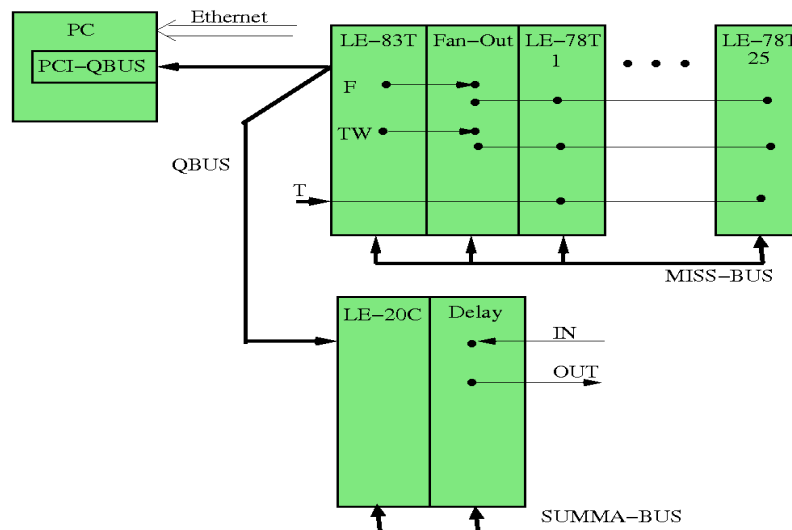 PC
Ethernet
PCI−QBUS
LE−83T
Fan−Out
LE−78T
1
LE−78T
25
F
TW
T
QBUS
MISS−BUS
LE−20C
Delay
IN
OUT
SUMMA−BUS